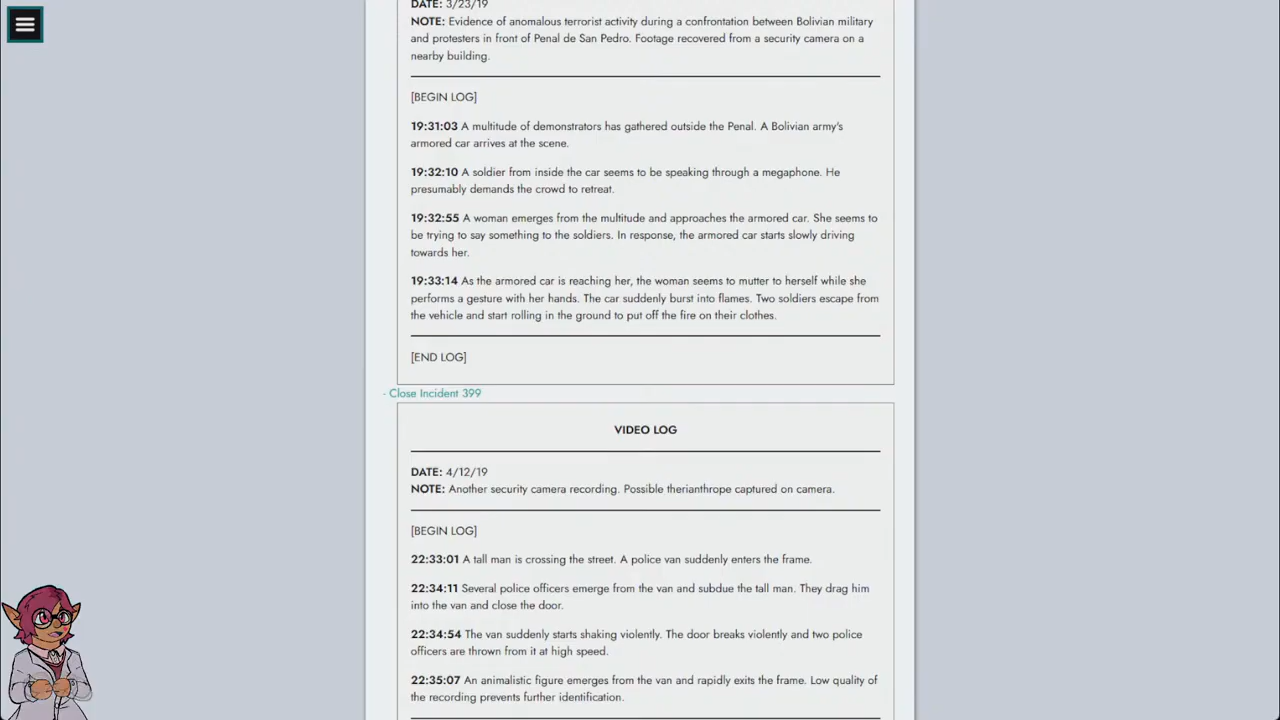 DATE: 3/23/19
NOTE: Evidence of anomalous terrorist activity during a confrontation between Bolivian military
and protesters in front of Penal de San Pedro. Footage recovered from a security camera on a
nearby building.
[BEGIN LOG]
19:31:03 A multitude of demonstrators has gathered outside the Penal. A Bolivian army's
armored car arrives at the scene.
19:32:10 A soldier from inside the car seems to be speaking through a megaphone. He
presumably demands the crowd to retreat.
19:32:55 A woman emerges from the multitude and approaches the armored car. She seems to
be trying to say something to the soldiers. In response, the armored car starts slowly driving
towards her.
19:33:14 As the armored car is reaching her, the woman seems to mutter to herself while she
performs a gesture with her hands. The car suddenly burst into flames. Two soldiers escape from
the vehicle and start rolling in the ground to put off the fire on their clothes.
[END LOG]
- Close Incident 399
VIDEO LOG
DATE: 4/12/19
NOTE: Another security camera recording. Possible therianthrope captured on camera.
[BEGIN LOG]
22:33:01 A tall man is crossing the street. A police van suddenly enters the frame.
22:34:11 Several police officers emerge from the van and subdue the tall man. They drag him
into the van and close the door.
22:34:54 The van suddenly starts shaking violently. The door breaks violently and two police
officers are thrown from it at high speed.
22:35:07 An animalistic figure emerges from the van and rapidly exits the frame. Low quality of
the recording prevents further identification.